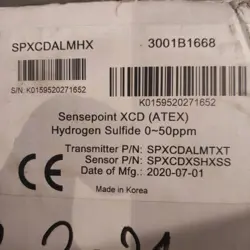 SPXCDALMHX 3001B1668
S/N: K0159520271652
K0159520271652
Sensepoint XCD (ATEX)
Hydrogen Sulfide 0~50ppm
Transmitter P/N: SPXCDALMTXT
Sensor P/N: SPXCDXSHXSS
Date of Mfg.: 2020-07-01
Made in Korea